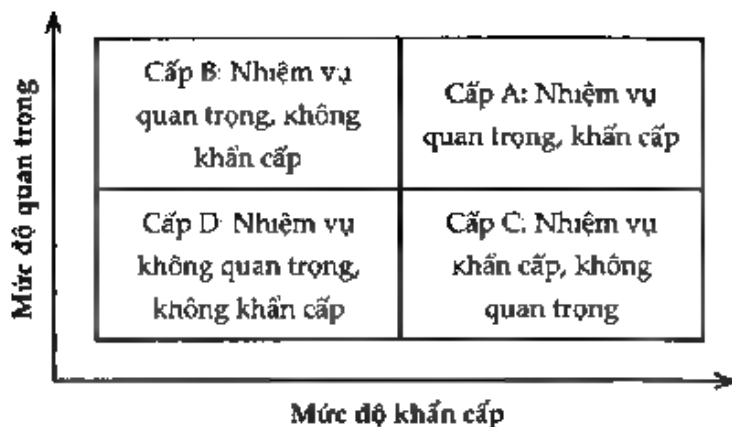 Mức độ quan trọng
Cấp B: Nhiệm vụ
quan trọng, không
khẩn cấp
Cấp A: Nhiệm vụ
quan trọng, khẩn cấp
Cấp D: Nhiệm vụ
không quan trọng,
không khẩn cấp
Cấp C: Nhiệm vụ
khẩn cấp, không
quan trọng
Mức độ khẩn cấp